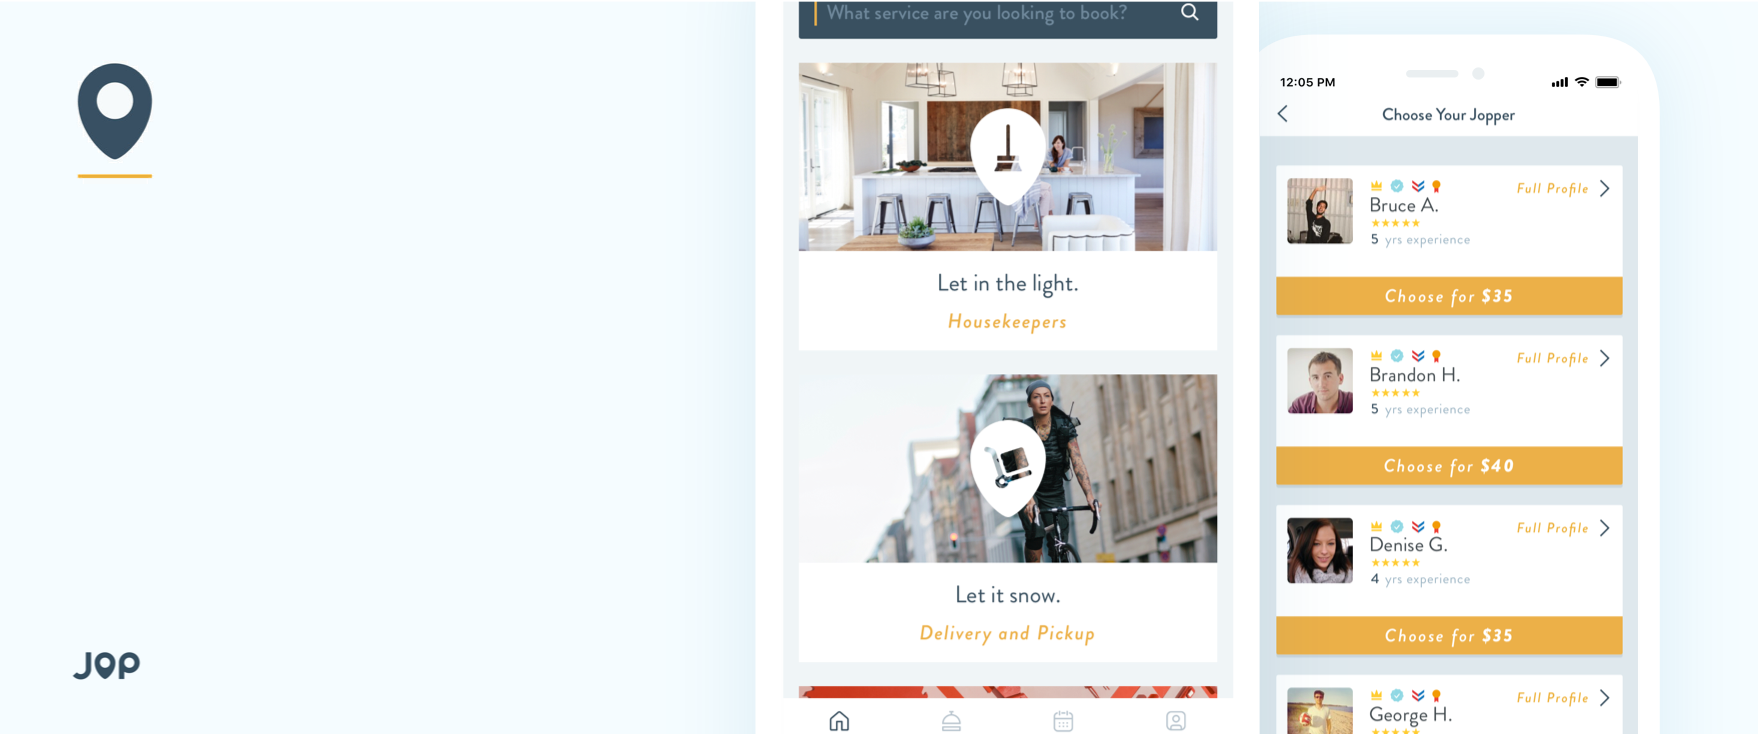 JOP
What service are you looking to book?
Let in the light.
Housekeepers
Let it snow.
Delivery and Pickup
12:05 PM
Choose Your Jopper
Full Profile
Bruce A.
5 yrs experience
Choose for $35
Full Profile
Brandon H.
5 yrs experience
Choose for $40
Full Profile
Denise G.
4 yrs experience
Choose for $35
Full Profile
George H.